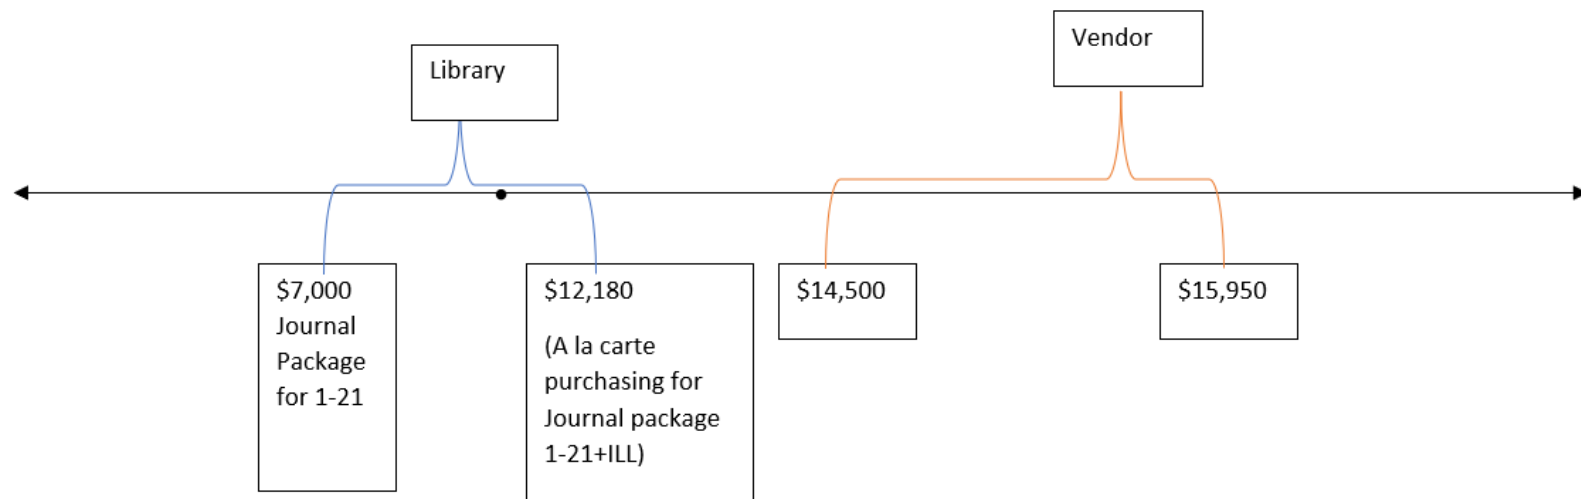 Library
Vendor
$7,000
Journal
Package
for 1-21
$12,180
(A la carte
purchasing for
Journal package
1-21+ILL)
$14,500
$15,950